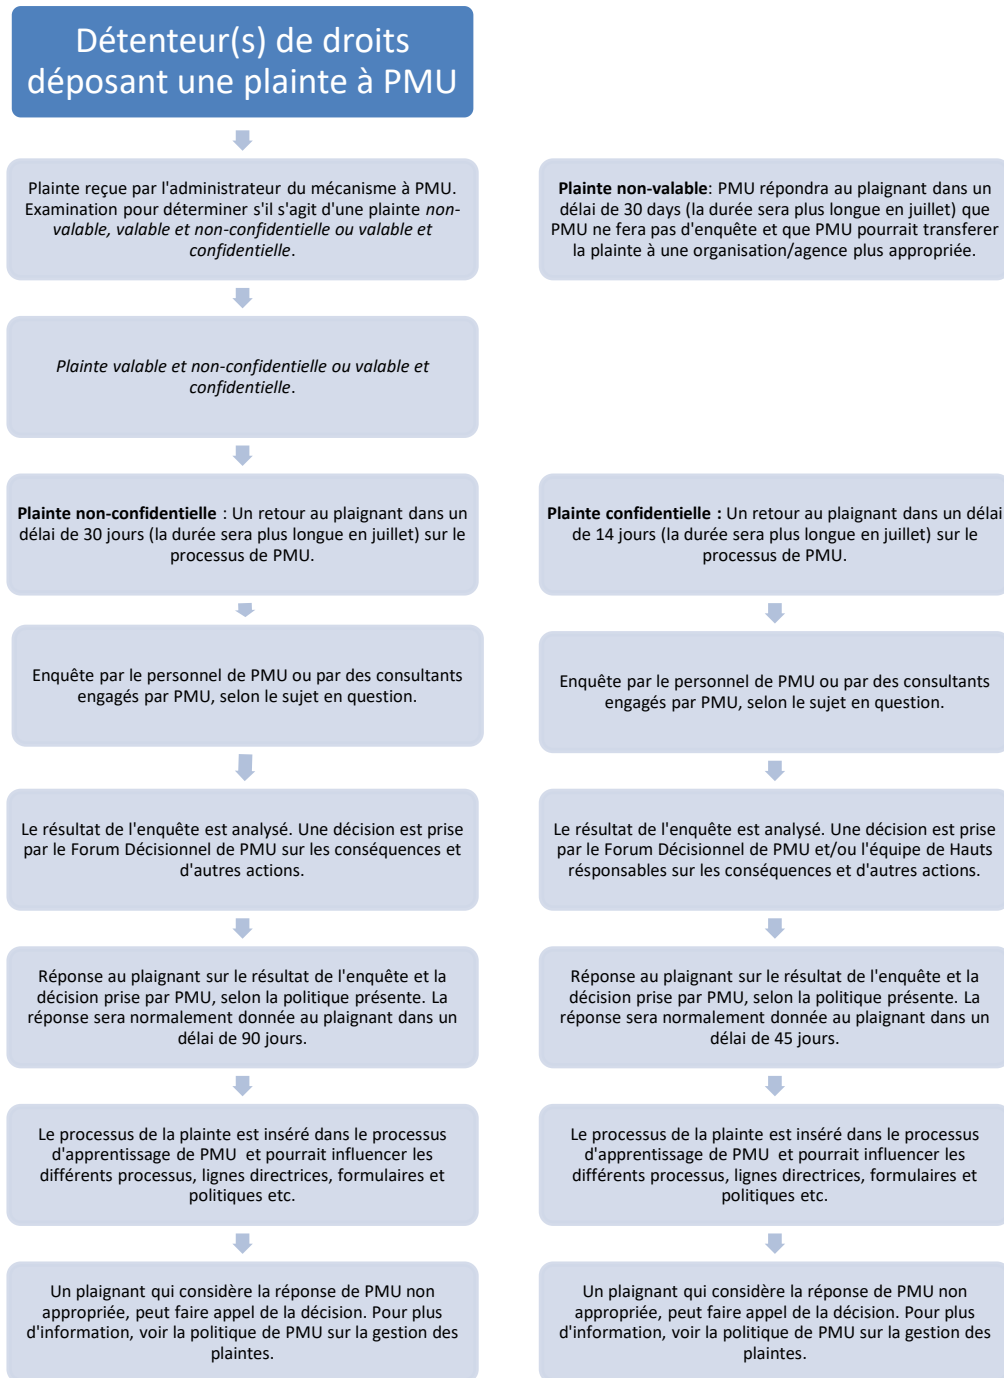 Détenteur(s) de droits
déposant une plainte à PMU
Plainte reçue par l'administrateur du mécanisme à PMU.
Examination pour déterminer s'il s'agit d'une plainte non-
valable, valable et non-confidentielle ou valable et
confidentielle.
Plainte non-valable: PMU répondra au plaignant dans un
délai de 30 days (la durée sera plus longue en juillet) que
PMU ne fera pas d'enquête et que PMU pourrait transferer
la plainte à une organisation/agence plus appropriée.
Plainte valable et non-confidentielle ou valable et
confidentielle.
Plainte non-confidentielle : Un retour au plaignant dans un
délai de 30 jours (la durée sera plus longue en juillet) sur le
processus de PMU.
Plainte confidentielle : Un retour au plaignant dans un délai
de 14 jours (la durée sera plus longue en juillet) sur le
processus de PMU.
Enquête par le personnel de PMU ou par des consultants
engagés par PMU, selon le sujet en question.
Enquête par le personnel de PMU ou par des consultants
engagés par PMU, selon le sujet en question.
Le résultat de l'enquête est analysé. Une décision est prise
par le Forum Décisionnel de PMU sur les conséquences et
d'autres actions.
Le résultat de l'enquête est analysé. Une décision est prise
par le Forum Décisionnel de PMU et/ou l'équipe de Hauts
résponsables sur les conséquences et d'autres actions.
Réponse au plaignant sur le résultat de l'enquête et la
décision prise par PMU, selon la politique présente. La
réponse sera normalement donnée au plaignant dans un
délai de 90 jours.
Réponse au plaignant sur le résultat de l'enquête et la
décision prise par PMU, selon la politique présente. La
réponse sera normalement donnée au plaignant dans un
délai de 45 jours.
Le processus de la plainte est inséré dans le processus
d'apprentissage de PMU et pourrait influencer les
différents processus, lignes directrices, formulaires et
politiques etc.
Le processus de la plainte est inséré dans le processus
d'apprentissage de PMU et pourrait influencer les
différents processus, lignes directrices, formulaires et
politiques etc.
Un plaignant qui considère la réponse de PMU non
appropriée, peut faire appel de la décision. Pour plus
d'information, voir la politique de PMU sur la gestion des
plaintes.
Un plaignant qui considère la réponse de PMU non
appropriée, peut faire appel de la décision. Pour plus
d'information, voir la politique de PMU sur la gestion des
plaintes.